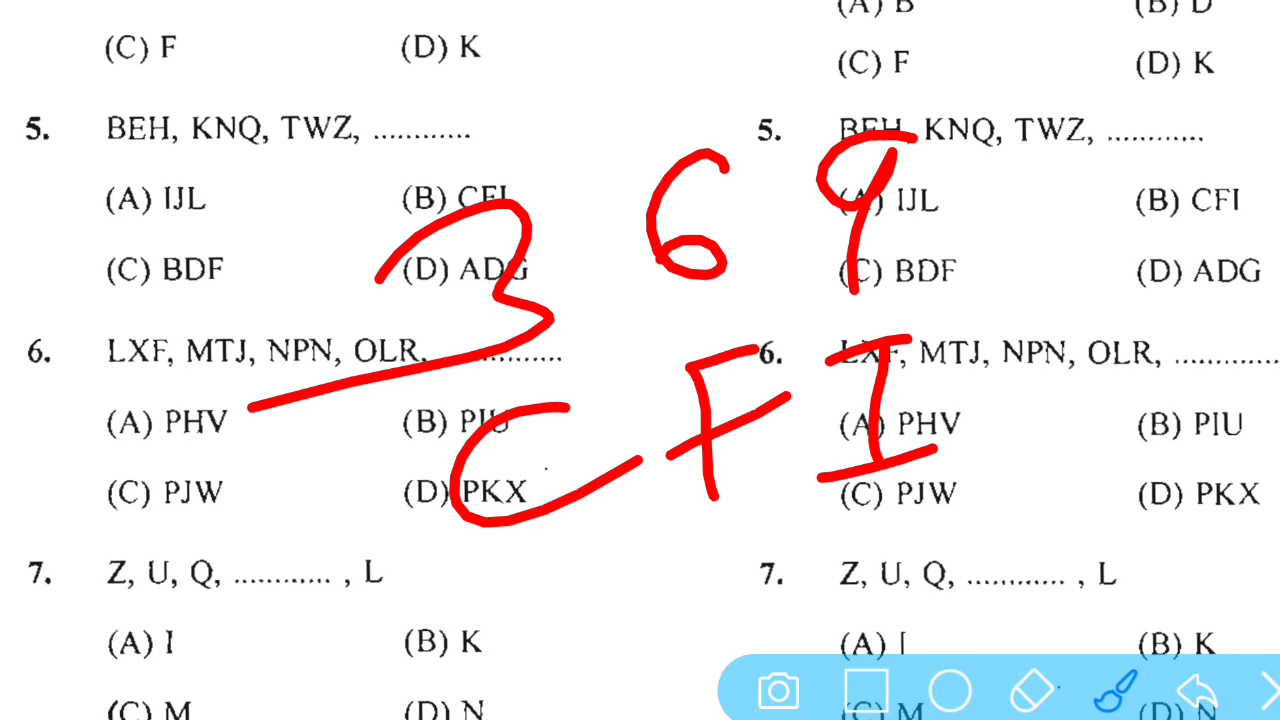 (A) B (B) D
(C) F (D) K
(C) F (D) K
5. BEH, KNQ, TWZ, ............
5. BEH, KNQ, TWZ, ............
(A) IJL (B) CFI
(A) IJL (B) CFI
(C) BDF (D) ADG
(C) BDF (D) ADG
3 6 9
6. LXF, MTJ, NPN, OLR, ............
6. LXF, MTJ, NPN, OLR, ............
C F I
(A) PHV (B) PIU
(A) PHV (B) PIU
(C) PJW (D) PKX
(C) PJW (D) PKX
7. Z, U, Q, ............ , L
7. Z, U, Q, ............ , L
(A) I (B) K
(A) I (B) K
(C) M (D) N
(C) M (D) N